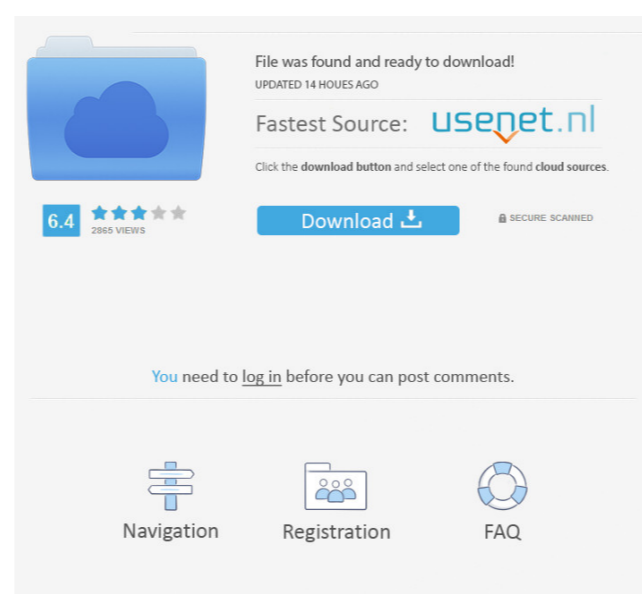 File was found and ready to download!
UPDATED 14 HOUES AGO
Fastest Source: usenet.nl
Click the download button and select one of the found cloud sources.
6.4
2865 VIEWS
Download
SECURE SCANNED
You need to log in before you can post comments.
Navigation
Registration
FAQ